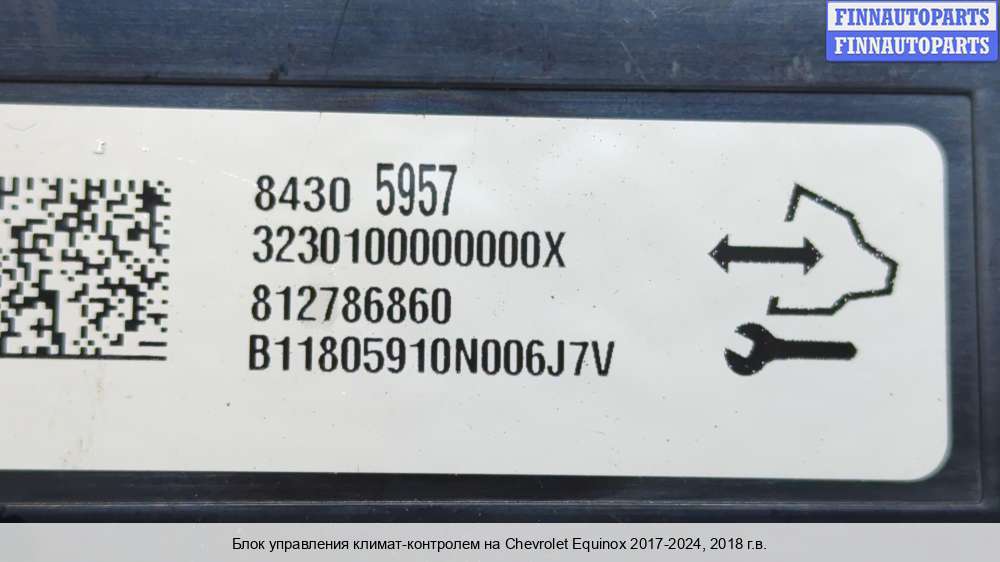 FINNAUTOPARTS
FINNAUTOPARTS
8430 5957
3230100000000X
812786860
B11805910N006J7V
Блок управления климат-контролем на Chevrolet Equinox 2017-2024, 2018 г.в.